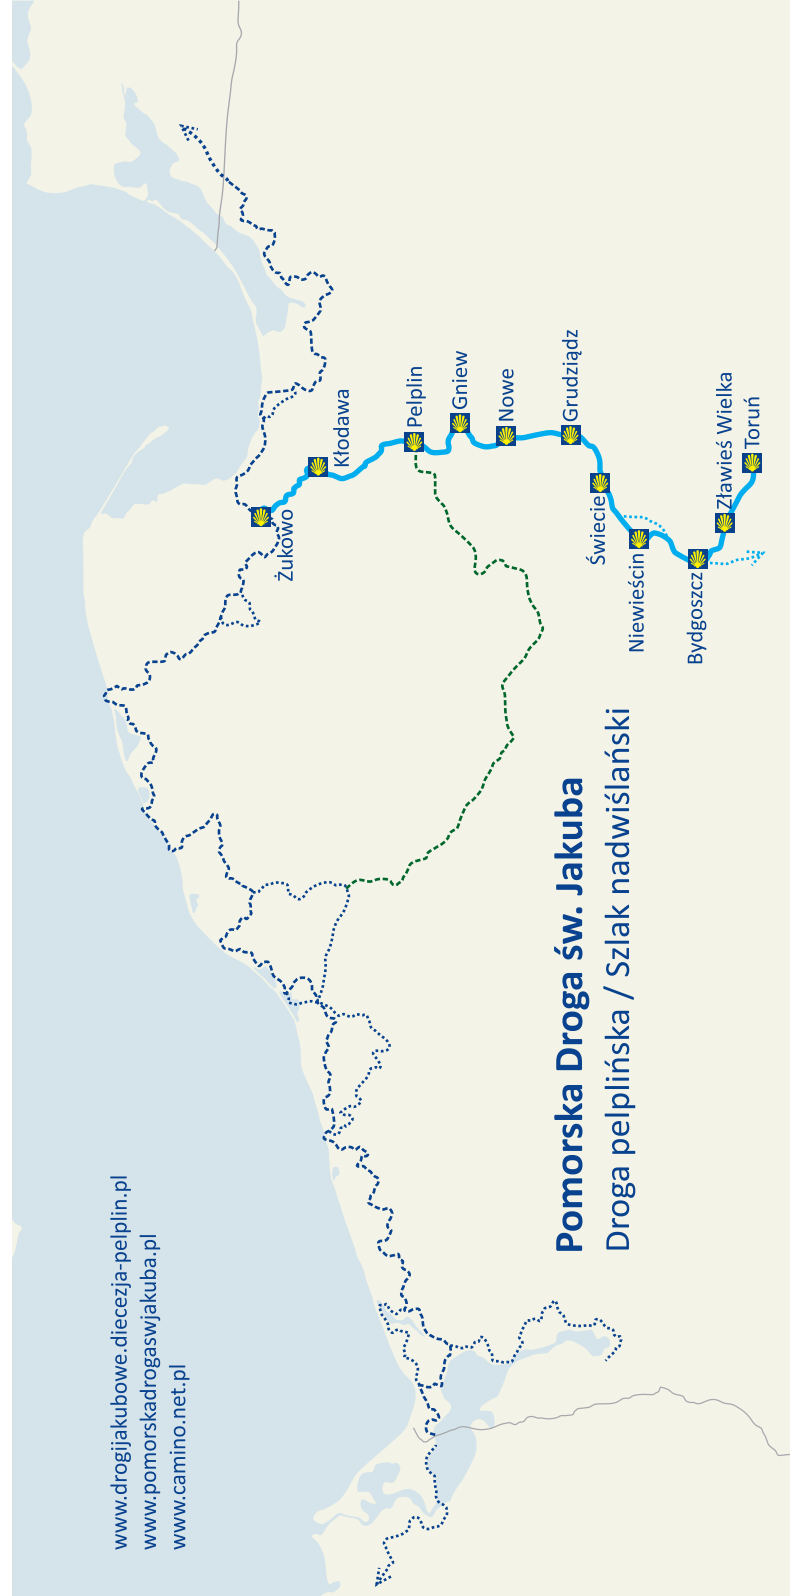 www.drogijakubowe.diecezja-pelplin.pl
www.pomorskadrogaswjakuba.pl
www.camino.net.pl
Żukowo
Kłodawa
Pelplin
Gniew
Nowe
Grudziądz
Świecie
Niewieścin
Bydgoszcz
Zławieś Wielka
Toruń
Pomorska Droga św. Jakuba
Droga pelplińska / Szlak nadwiślański